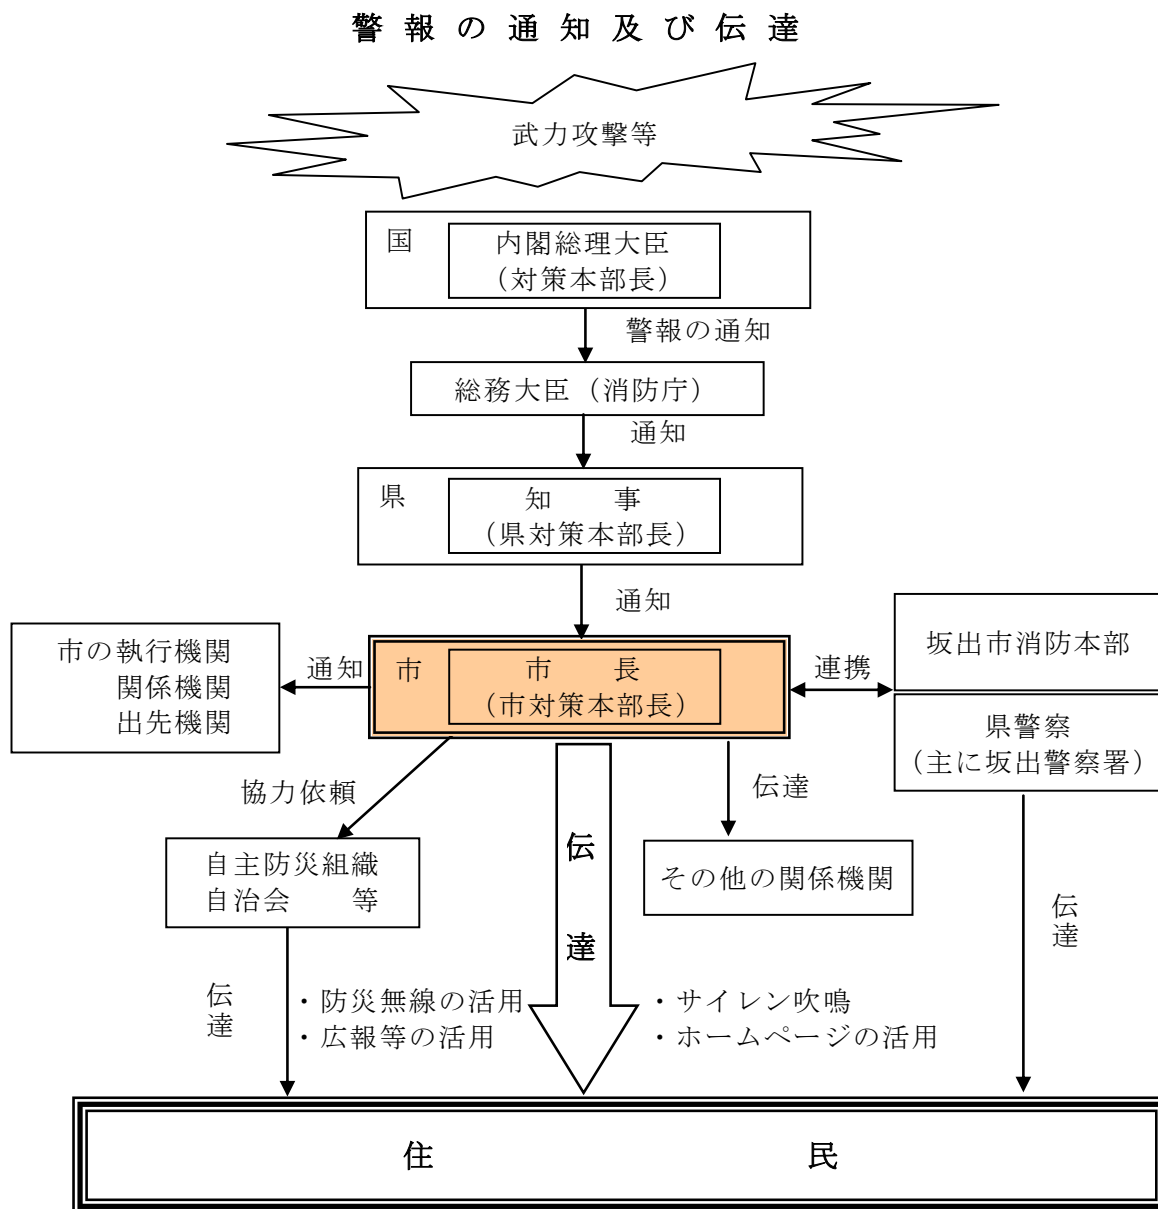 警報の通知及び伝達
武力攻撃等
国
内閣総理大臣
（対策本部長）
警報の通知
総務大臣（消防庁）
通知
県
知　　事
（県対策本部長）
通知
市の執行機関
関係機関
出先機関
通知
市
市　　長
（市対策本部長）
連携
坂出市消防本部
県警察
（主に坂出警察署）
協力依頼
伝達
伝達
自主防災組織
自治会　　等
その他の関係機関
伝達
伝達
・防災無線の活用
・広報等の活用
・サイレン吹鳴
・ホームページの活用
住　　民